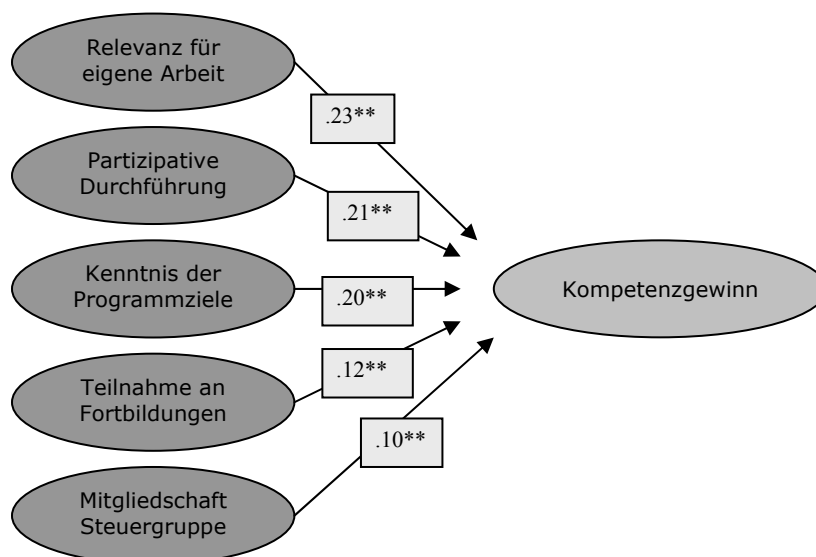 Relevanz für
eigene Arbeit
.23**
Partizipative
Durchführung
.21**
Kenntnis der
Programmziele
.20**
Kompetenzgewinn
Teilnahme an
Fortbildungen
.12**
Mitgliedschaft
Steuergruppe
.10**